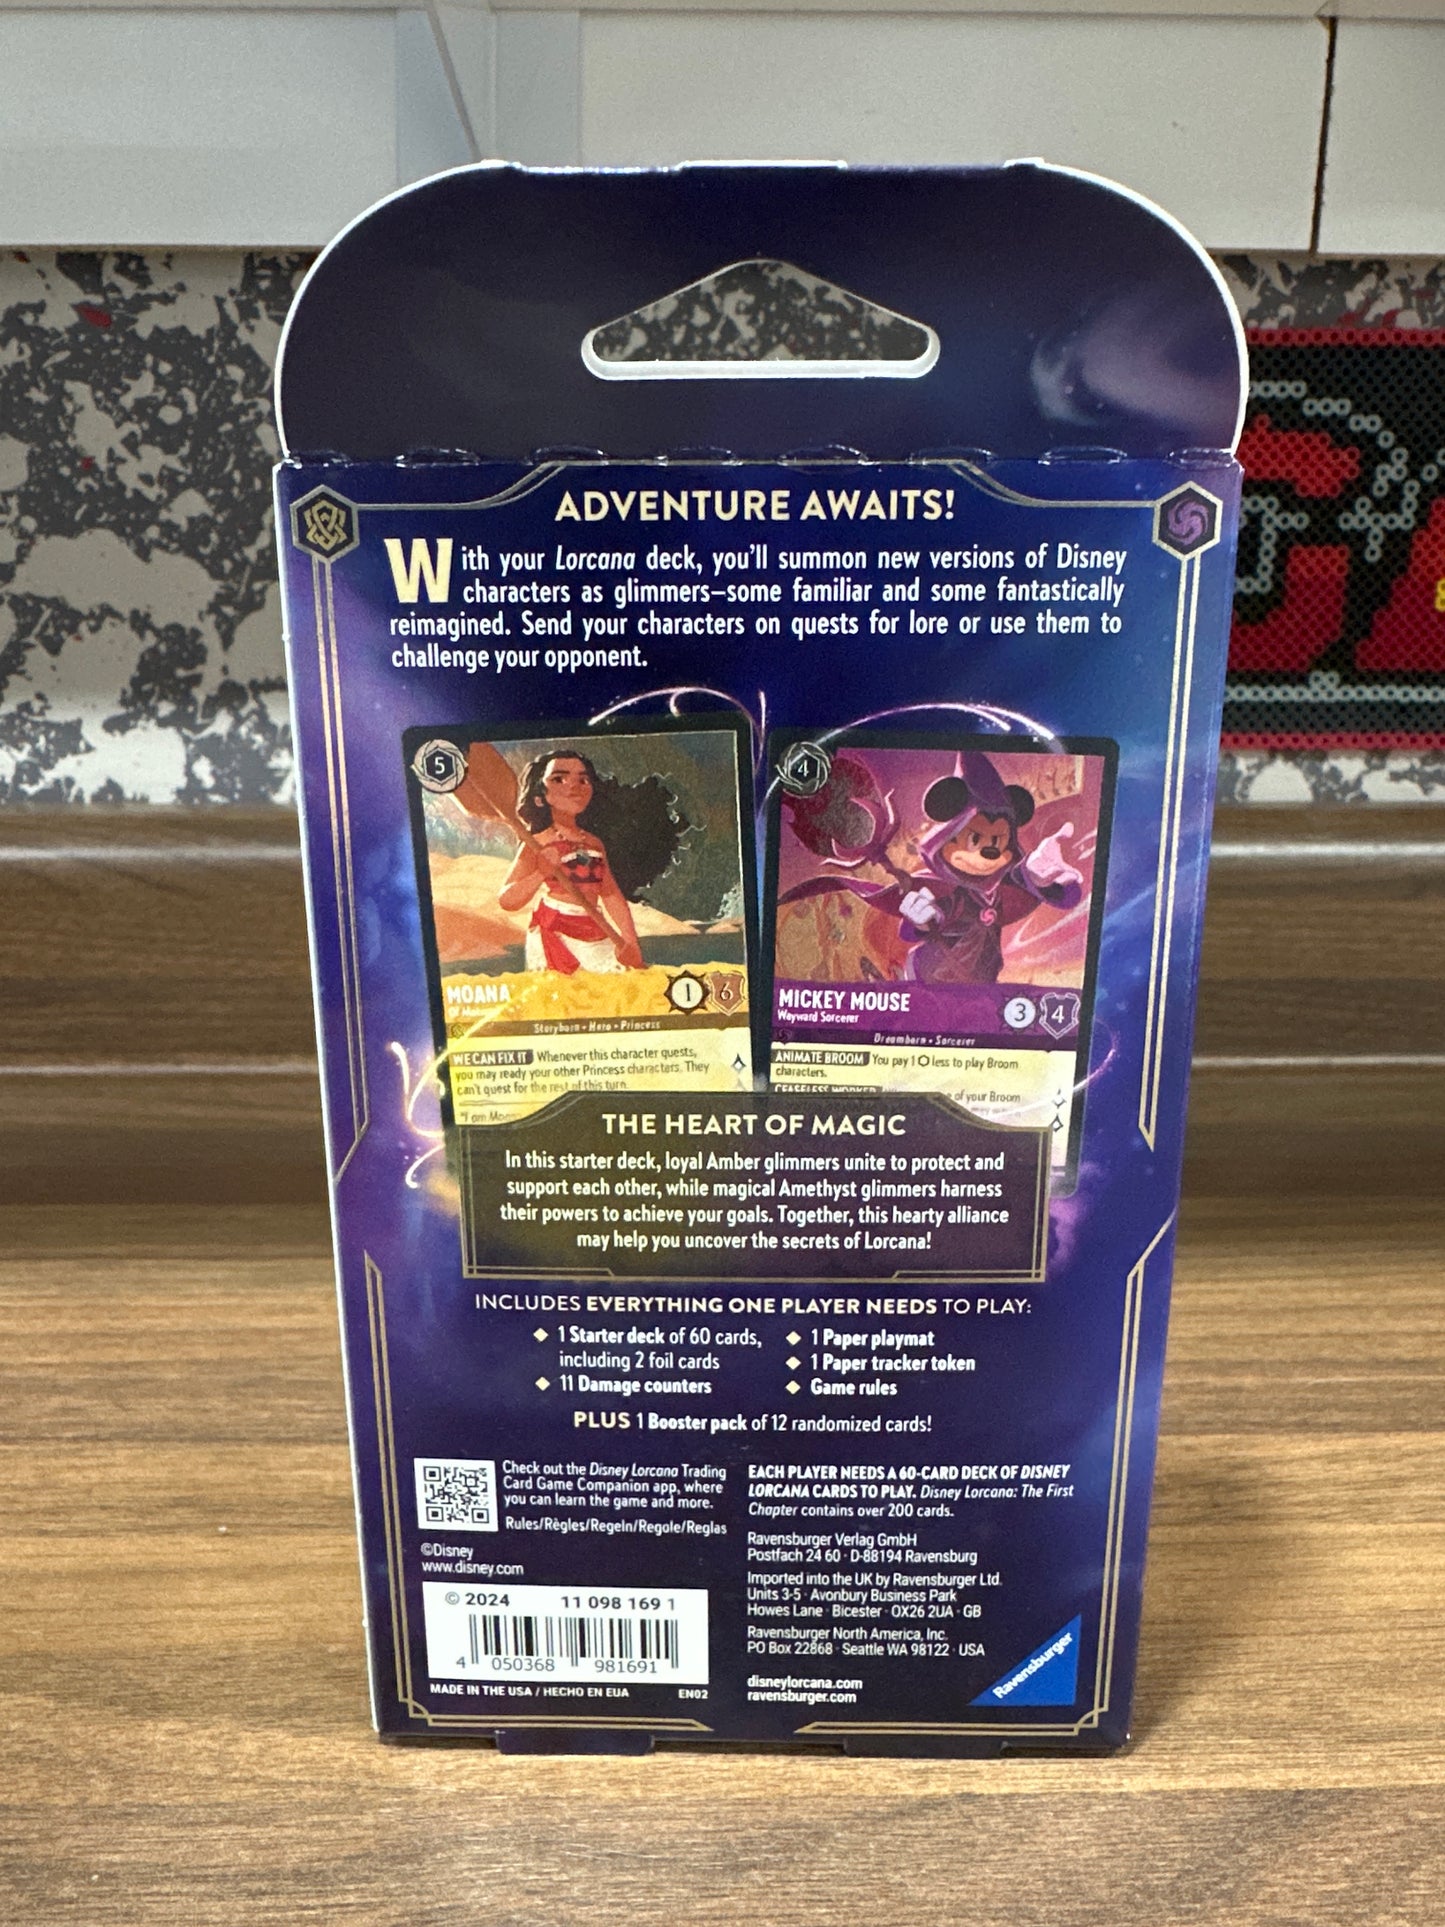 ADVENTURE AWAITS!
With your Lorcana deck, you'll summon new versions of Disney
characters as glimmers—some familiar and some fantastically
reimagined. Send your characters on quests for lore or use them to
challenge your opponent.
5
MOANA
1 6
Storyborn • Hero • Princess
WE CAN FIX IT Whenever this character quests,
you may ready your other Princess characters. They
can't quest for the rest of this turn.
"I am
4
MICKEY MOUSE
Wayward Sorcerer
3 4
Dreamborn • Sorcerer
ANIMATE BROOM You pay 1 less to play Broom
characters.
CEASELESS WORKER
of your Broom
THE HEART OF MAGIC
In this starter deck, loyal Amber glimmers unite to protect and
support each other, while magical Amethyst glimmers harness
their powers to achieve your goals. Together, this hearty alliance
may help you uncover the secrets of Lorcana!
INCLUDES EVERYTHING ONE PLAYER NEEDS TO PLAY:
◆ 1 Starter deck of 60 cards,
including 2 foil cards
◆ 11 Damage counters
◆ 1 Paper playmat
◆ 1 Paper tracker token
◆ Game rules
PLUS 1 Booster pack of 12 randomized cards!
Check out the Disney Lorcana Trading
Card Game Companion app, where
you can learn the game and more.
Rules/Règles/Regeln/Regole/Reglas
©Disney
www.disney.com
© 2024 11 098 169 1
4 050368 981691
MADE IN THE USA / HECHO EN EUA EN02
EACH PLAYER NEEDS A 60-CARD DECK OF DISNEY
LORCANA CARDS TO PLAY. Disney Lorcana: The First
Chapter contains over 200 cards.
Ravensburger Verlag GmbH
Postfach 24 60 · D-88194 Ravensburg
Imported into the UK by Ravensburger Ltd.
Units 3-5 · Avonbury Business Park
Howes Lane · Bicester · OX26 2UA · GB
Ravensburger North America, Inc.
PO Box 22868 · Seattle WA 98122 · USA
disneylorcana.com
ravensburger.com
Ravensburger